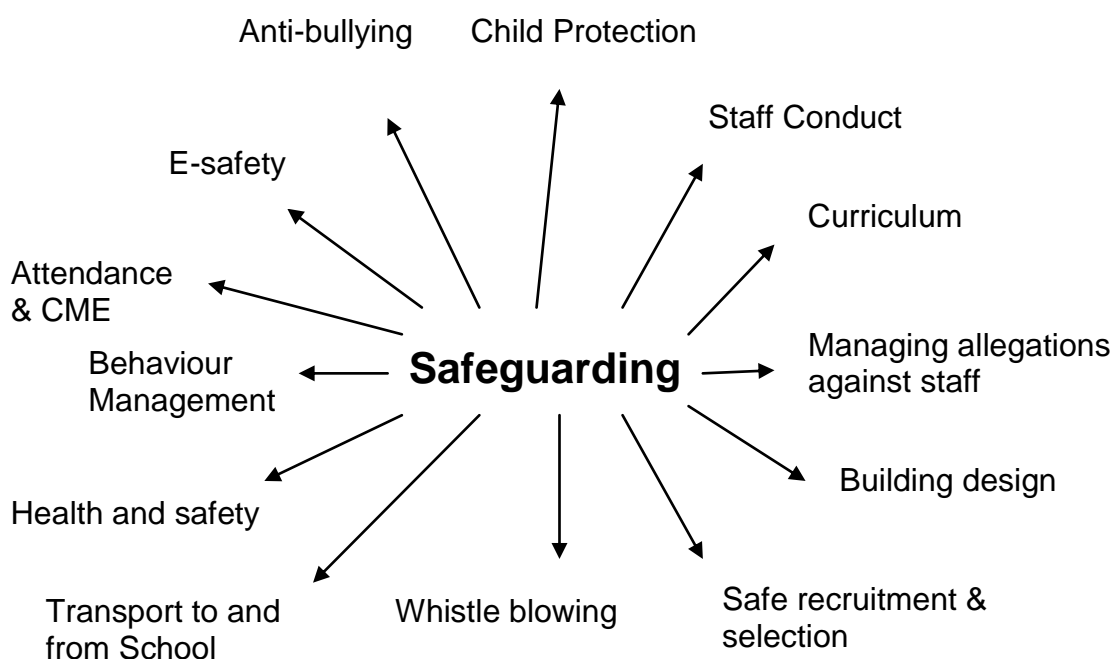 Anti-bullying
Child Protection
Staff Conduct
E-safety
Curriculum
Attendance
& CME
Safeguarding
Managing allegations
against staff
Behaviour
Management
Building design
Health and safety
Transport to and
from School
Whistle blowing
Safe recruitment &
selection